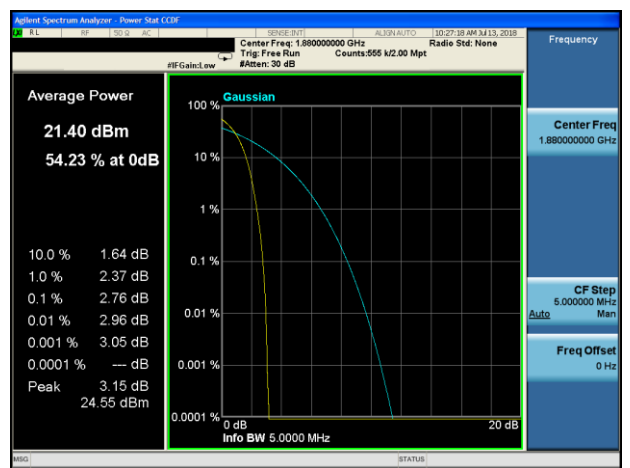 Agilent Spectrum Analyzer - Power Stat CCDF
RL RF 50 Ω AC SENSE:INT ALIGN AUTO 10:27:18 AM Jul 13, 2018
Center Freq: 1.880000000 GHz Radio Std: None
Trig: Free Run Counts:555 k/2.00 Mpt
#IFGain:Low #Atten: 30 dB
Frequency
Average Power
21.40 dBm
54.23 % at 0dB
10.0 % 1.64 dB
1.0 % 2.37 dB
0.1 % 2.76 dB
0.01 % 2.96 dB
0.001 % 3.05 dB
0.0001 % --- dB
Peak 3.15 dB
24.55 dBm
Gaussian
100 %
10 %
1 %
0.1 %
0.01 %
0.001 %
0.0001 %
0 dB 20 dB
Info BW 5.0000 MHz
Center Freq
1.880000000 GHz
CF Step
5.000000 MHz
Auto Man
Freq Offset
0 Hz
MSG STATUS